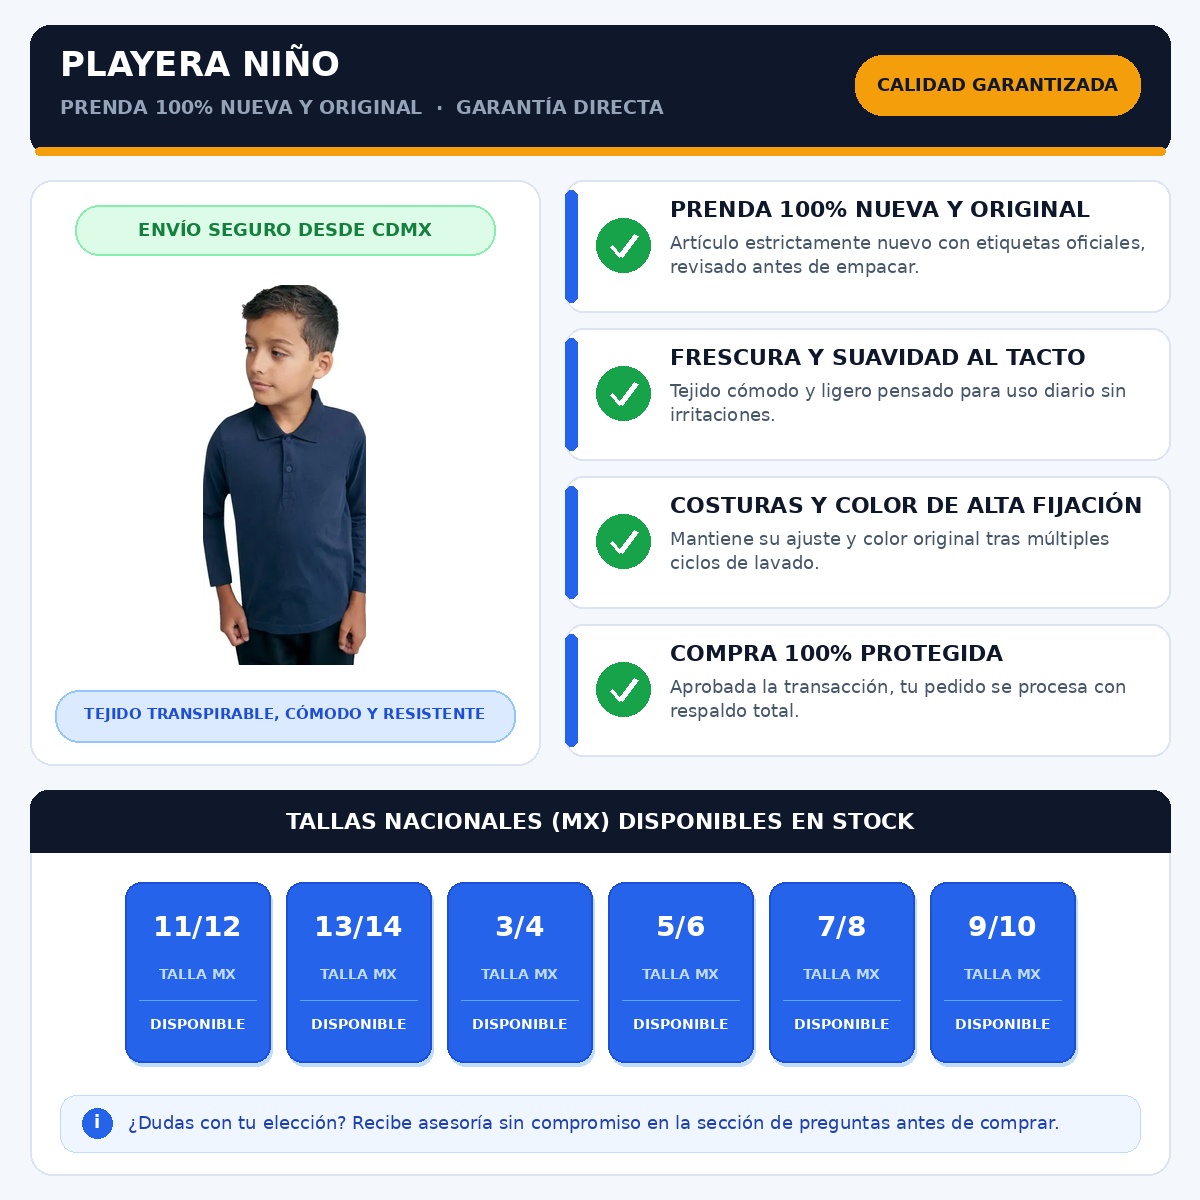 PLAYERA NIÑO
PRENDA 100% NUEVA Y ORIGINAL · GARANTÍA DIRECTA
CALIDAD GARANTIZADA
ENVÍO SEGURO DESDE CDMX
TEJIDO TRANSPIRABLE, CÓMODO Y RESISTENTE
PRENDA 100% NUEVA Y ORIGINAL
Artículo estrictamente nuevo con etiquetas oficiales,
revisado antes de empacar.
FRESCURA Y SUAVIDAD AL TACTO
Tejido cómodo y ligero pensado para uso diario sin
irritaciones.
COSTURAS Y COLOR DE ALTA FIJACIÓN
Mantiene su ajuste y color original tras múltiples
ciclos de lavado.
COMPRA 100% PROTEGIDA
Aprobada la transacción, tu pedido se procesa con
respaldo total.
TALLAS NACIONALES (MX) DISPONIBLES EN STOCK
11/12
TALLA MX
DISPONIBLE
13/14
TALLA MX
DISPONIBLE
3/4
TALLA MX
DISPONIBLE
5/6
TALLA MX
DISPONIBLE
7/8
TALLA MX
DISPONIBLE
9/10
TALLA MX
DISPONIBLE
i
¿Dudas con tu elección? Recibe asesoría sin compromiso en la sección de preguntas antes de comprar.